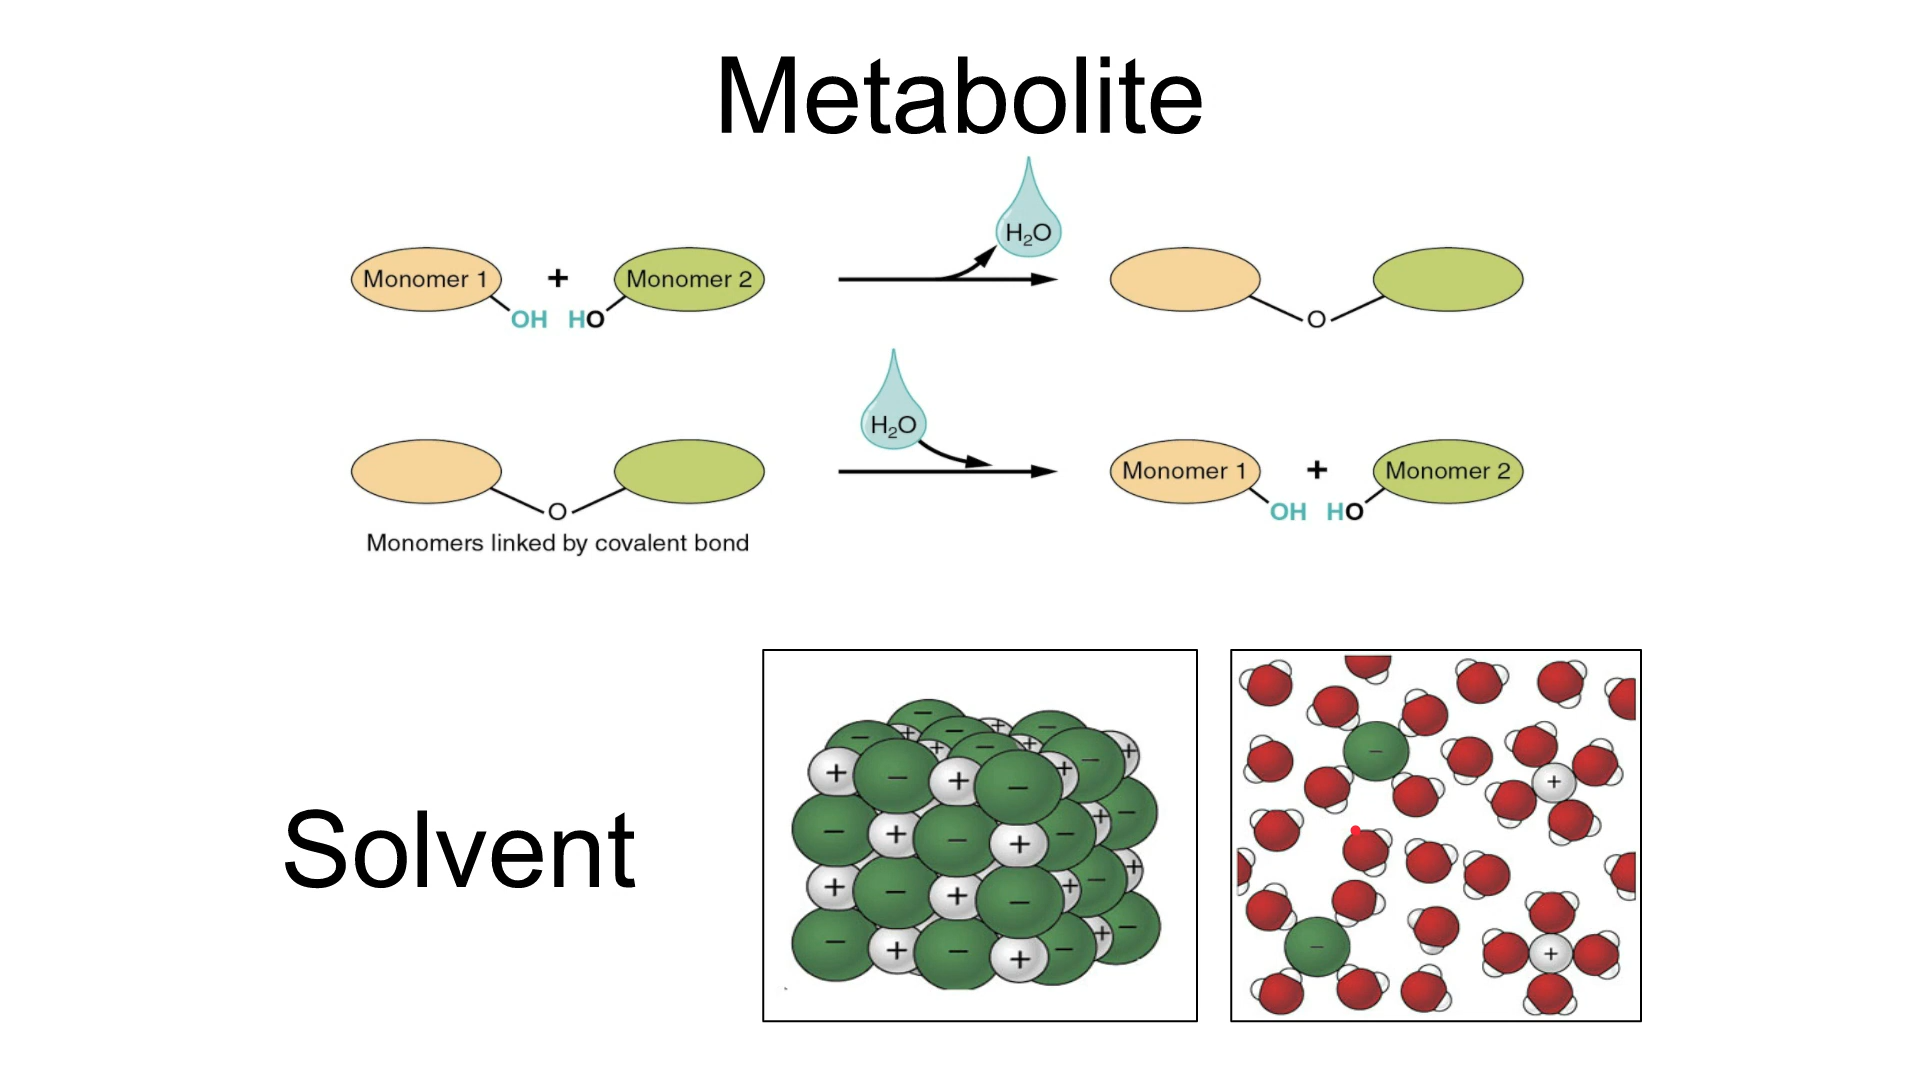 Metabolite
H₂O
Monomer 1 + Monomer 2
OH HO
O
H₂O
Monomer 1 + Monomer 2
O
OH HO
Monomers linked by covalent bond
− − + − +
− + − + − + − +
+ − + − + − +
− + − + − + −
+ − + − + − +
− + − + − + −
− +
Solvent
− +